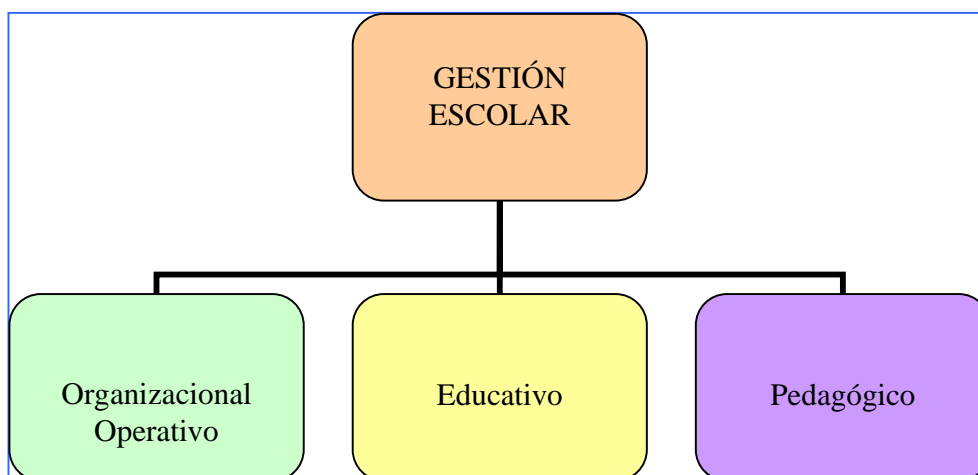 GESTIÓN
ESCOLAR
Organizacional
Operativo
Educativo
Pedagógico